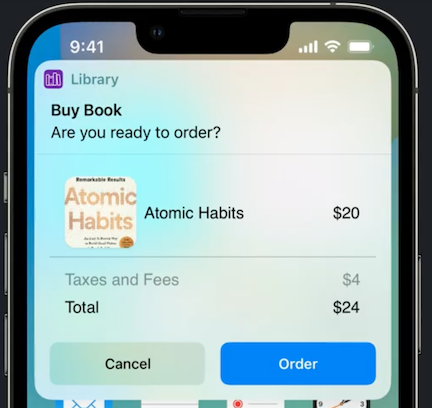 9:41
Library
Buy Book
Are you ready to order?
Remarkable Results
Atomic
Habits
Atomic Habits $20
Taxes and Fees $4
Total $24
Cancel Order